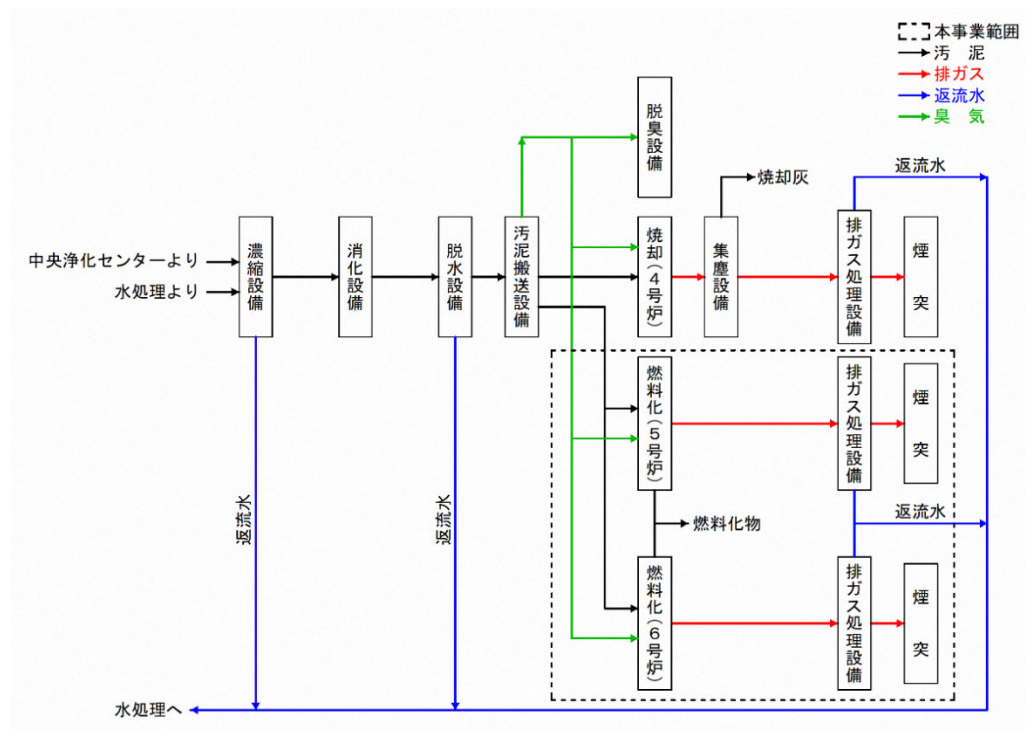 本事業範囲
汚　泥
排ガス
返流水
臭　気
脱臭設備
返流水
焼却灰
中央浄化センターより
水処理より
濃縮設備
消化設備
脱水設備
汚泥搬送設備
焼却(4号炉)
集塵設備
排ガス処理設備
煙　突
燃料化(5号炉)
排ガス処理設備
煙　突
返流水
返流水
燃料化物
返流水
燃料化(6号炉)
排ガス処理設備
煙　突
水処理へ